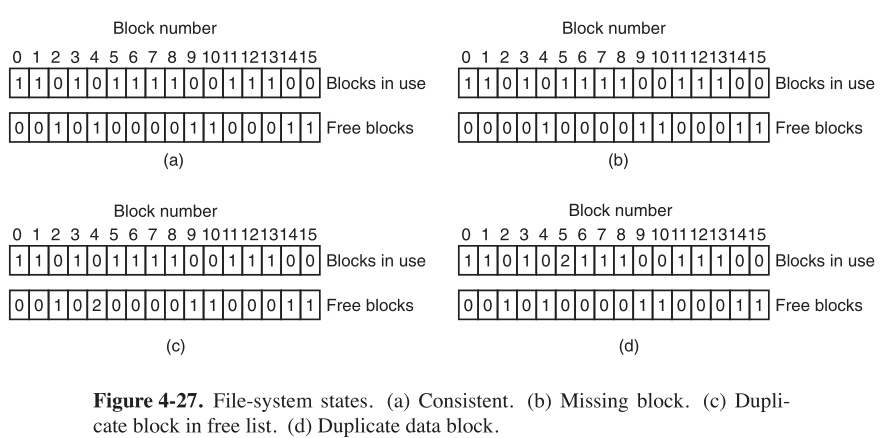 Block number
0 1 2 3 4 5 6 7 8 9 10 11 12 13 14 15
1 1 0 1 0 1 1 1 1 0 0 1 1 1 0 0 Blocks in use
0 0 1 0 1 0 0 0 0 1 1 0 0 0 1 1 Free blocks
(a)
Block number
0 1 2 3 4 5 6 7 8 9 10 11 12 13 14 15
1 1 0 1 0 1 1 1 1 0 0 1 1 1 0 0 Blocks in use
0 0 0 0 1 0 0 0 0 1 1 0 0 0 1 1 Free blocks
(b)
Block number
0 1 2 3 4 5 6 7 8 9 10 11 12 13 14 15
1 1 0 1 0 1 1 1 1 0 0 1 1 1 0 0 Blocks in use
0 0 1 0 2 0 0 0 0 1 1 0 0 0 1 1 Free blocks
(c)
Block number
0 1 2 3 4 5 6 7 8 9 10 11 12 13 14 15
1 1 0 1 0 2 1 1 1 0 0 1 1 1 0 0 Blocks in use
0 0 1 0 1 0 0 0 0 1 1 0 0 0 1 1 Free blocks
(d)
Figure 4-27. File-system states. (a) Consistent. (b) Missing block. (c) Dupli-
cate block in free list. (d) Duplicate data block.